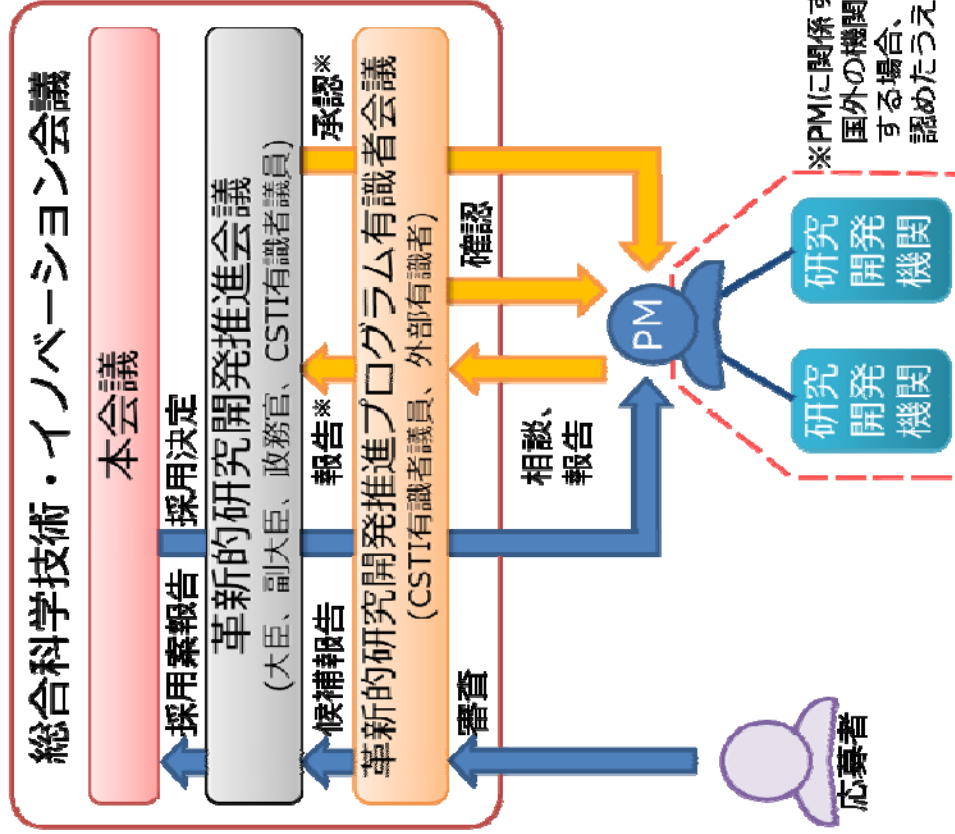 総合科学技術・イノベーション会議
本会議
採用案報告
採用決定
革新的研究開発推進会議
(大臣、副大臣、政務官、CSTI有識者議員)
候補報告
報告※
承認※
革新的研究開発推進プログラム有識者会議
(CSTI有識者議員、外部有識者)
審査
相談、
報告
確認
PM
応募者
研究
開発
機関
研究
開発
機関
※PMに関係す
国外の機関
する場合、
認めたうえ